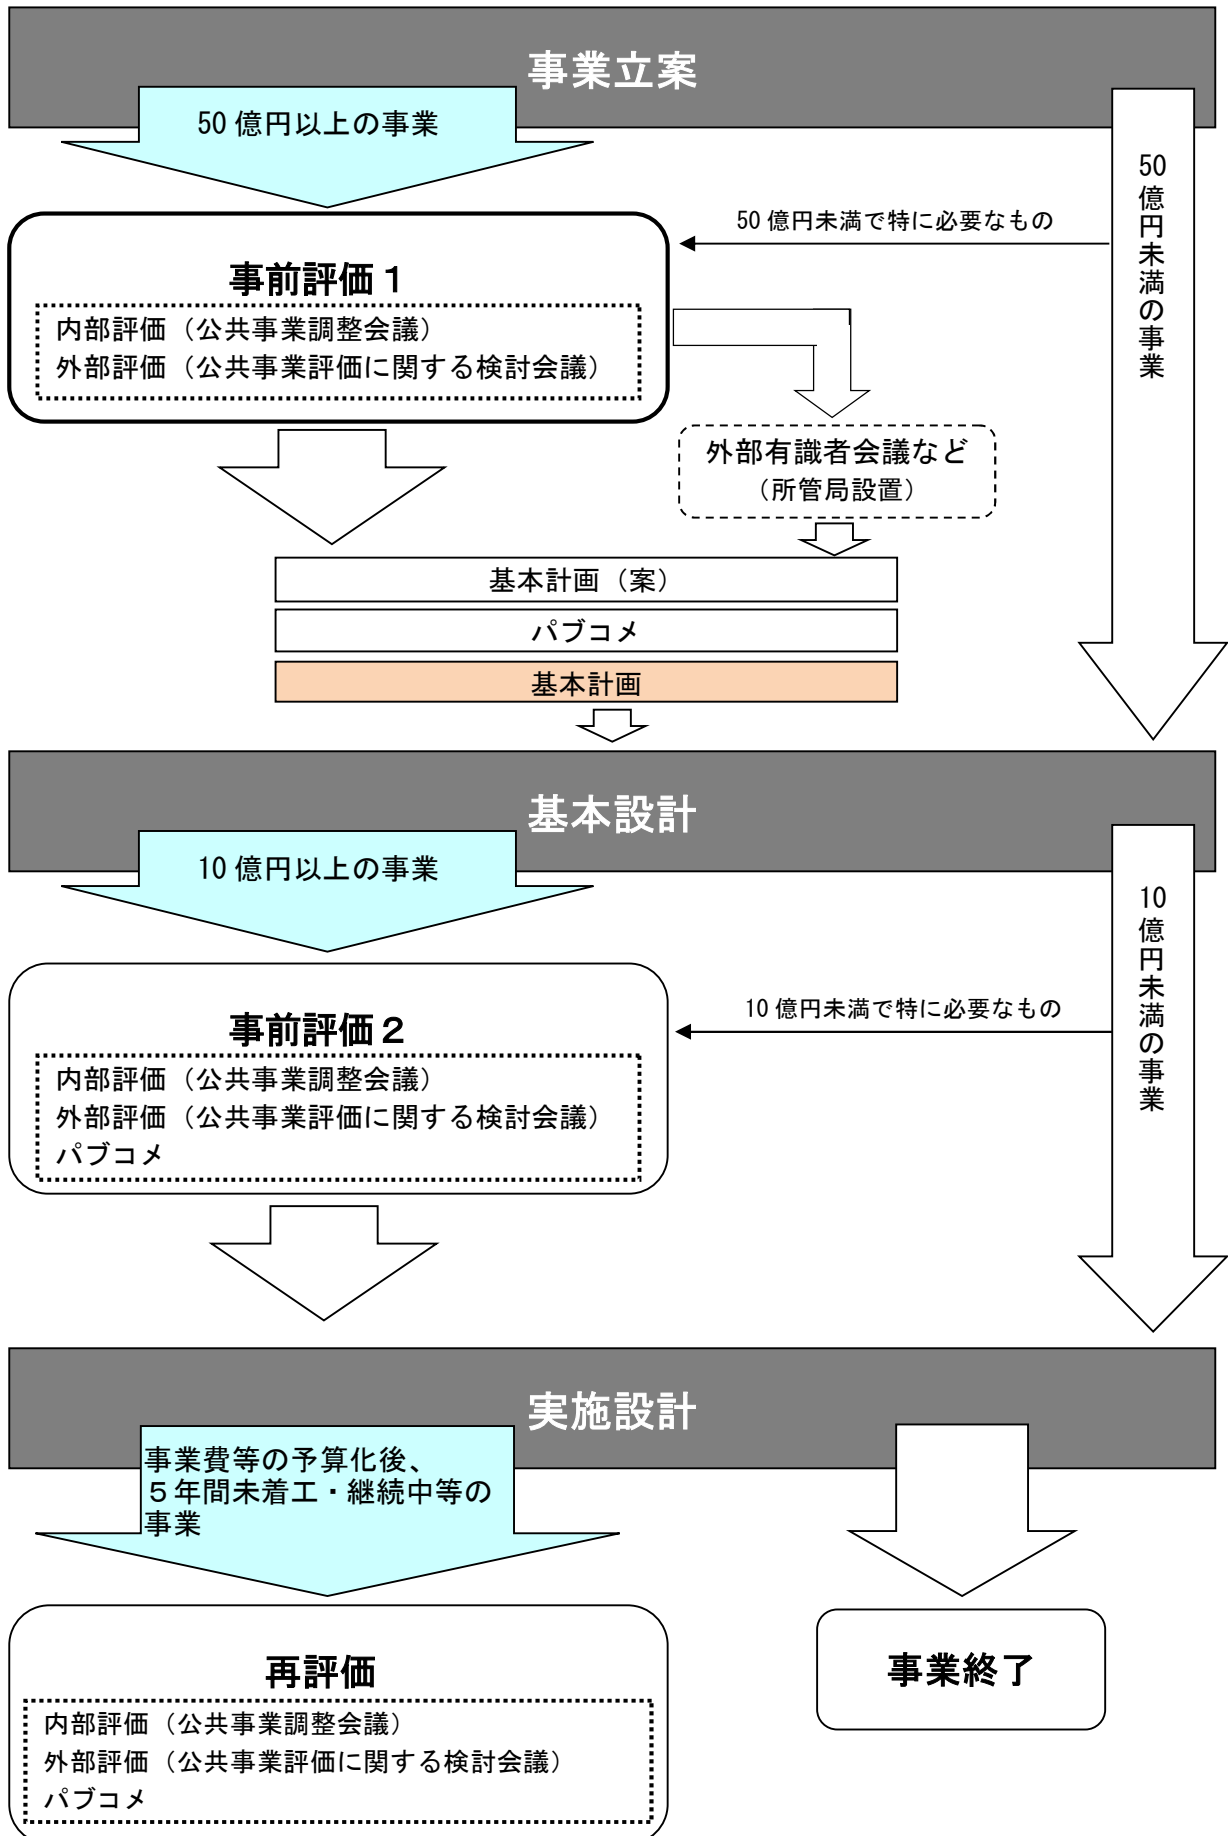 事業立案
50 億円以上の事業
50億円未満の事業
50 億円未満で特に必要なもの
事前評価１
内部評価（公共事業調整会議）
外部評価（公共事業評価に関する検討会議）
外部有識者会議など
（所管局設置）
基本計画（案）
パブコメ
基本計画
基本設計
10 億円以上の事業
10億円未満の事業
10 億円未満で特に必要なもの
事前評価２
内部評価（公共事業調整会議）
外部評価（公共事業評価に関する検討会議）
パブコメ
実施設計
事業費等の予算化後、
５年間未着工・継続中等の
事業
再評価
内部評価（公共事業調整会議）
外部評価（公共事業評価に関する検討会議）
パブコメ
事業終了